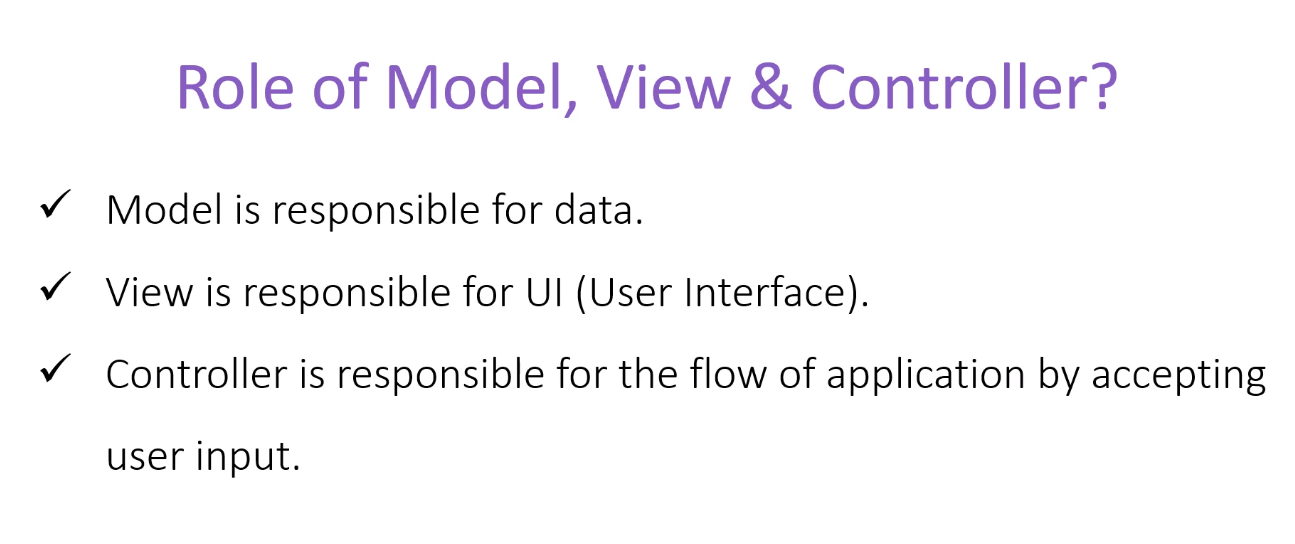 Role of Model, View & Controller?
✓ Model is responsible for data.
✓ View is responsible for UI (User Interface).
✓ Controller is responsible for the flow of application by accepting
user input.